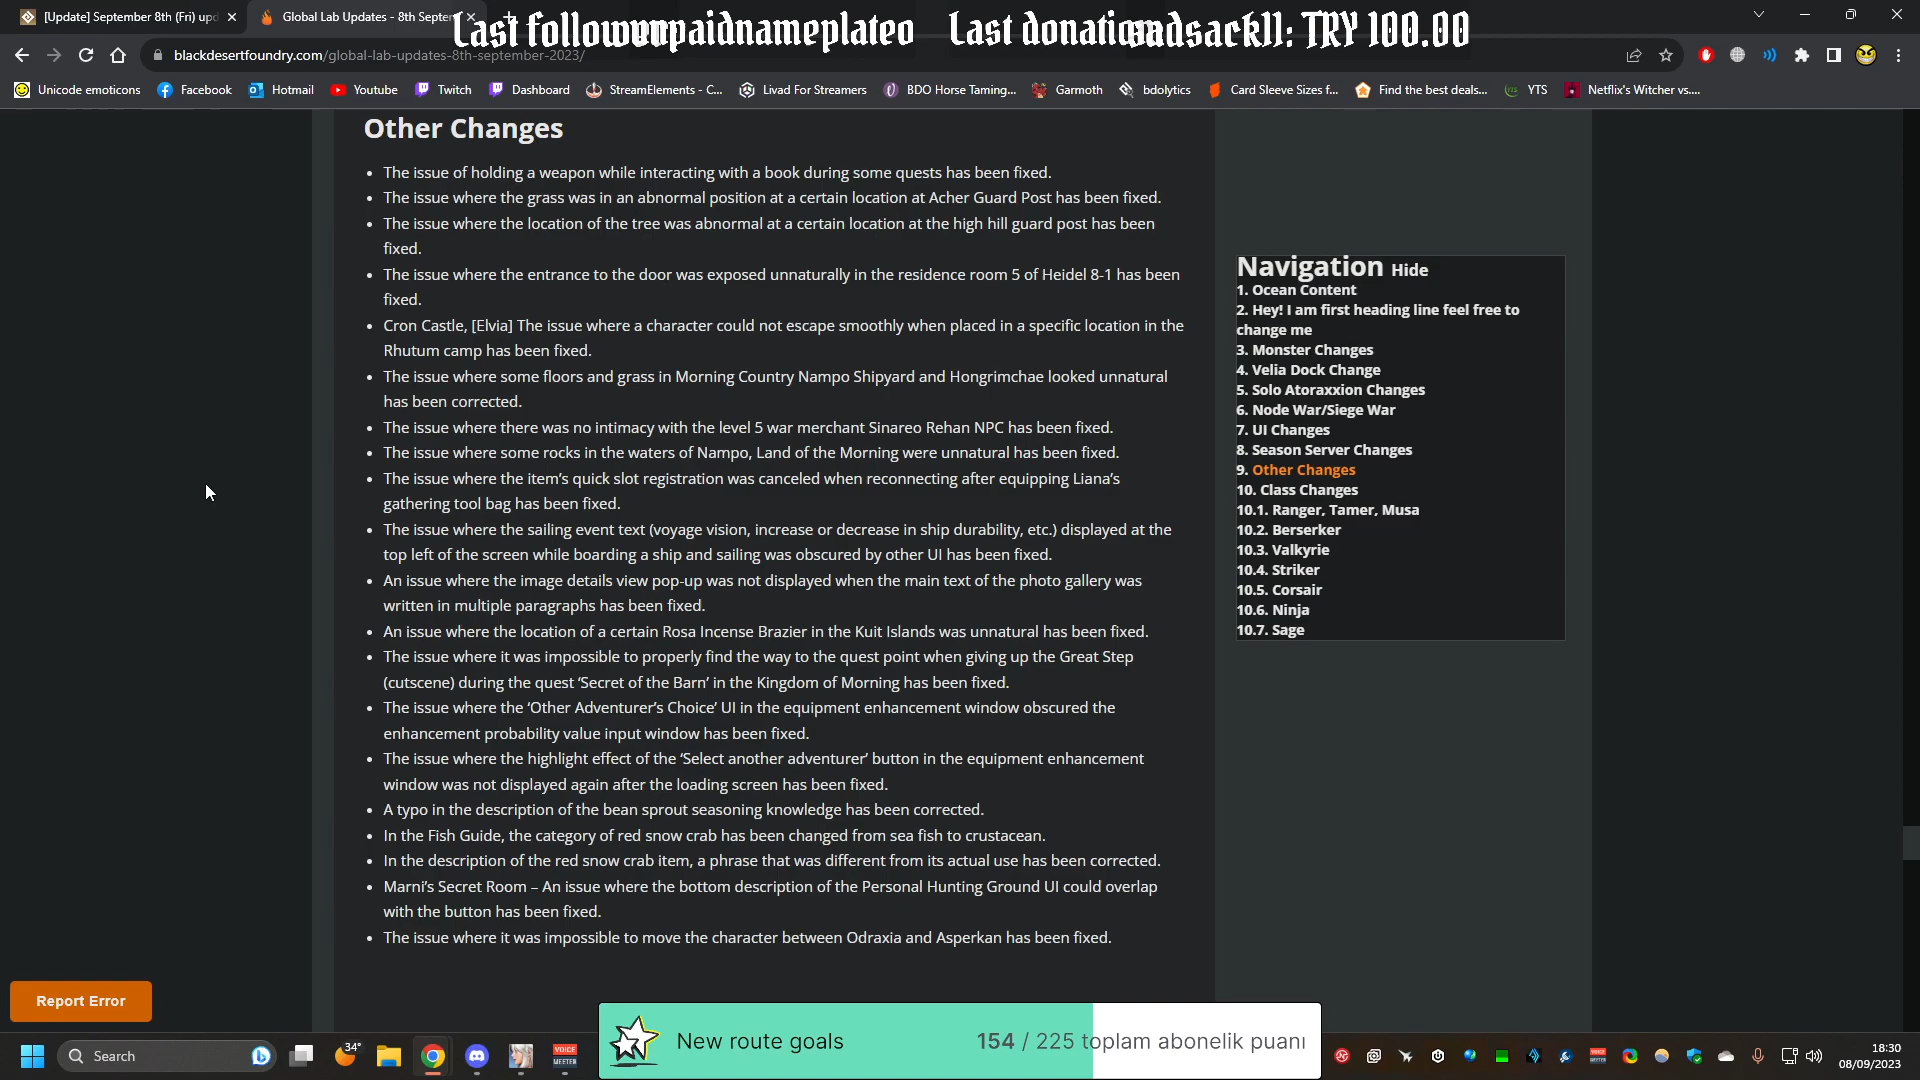 [Update] September 8th (Fri) upd
Global Lab Updates - 8th Septem
Last follower
Last donation
sadsack11: TRY 100.00
blackdesertfoundry.com/global-lab-updates-8th-september-2023/
Unicode emoticons
Facebook
Hotmail
Youtube
Twitch
Dashboard
StreamElements - C...
Livad For Streamers
BDO Horse Taming...
Garmoth
bdolytics
Card Sleeve Sizes f...
Find the best deals...
YTS
Netflix's Witcher vs....
Other Changes
• The issue of holding a weapon while interacting with a book during some quests has been fixed.
• The issue where the grass was in an abnormal position at a certain location at Acher Guard Post has been fixed.
• The issue where the location of the tree was abnormal at a certain location at the high hill guard post has been
fixed.
• The issue where the entrance to the door was exposed unnaturally in the residence room 5 of Heidel 8-1 has been
fixed.
• Cron Castle, [Elvia] The issue where a character could not escape smoothly when placed in a specific location in the
Rhutum camp has been fixed.
• The issue where some floors and grass in Morning Country Nampo Shipyard and Hongrimchae looked unnatural
has been corrected.
• The issue where there was no intimacy with the level 5 war merchant Sinareo Rehan NPC has been fixed.
• The issue where some rocks in the waters of Nampo, Land of the Morning were unnatural has been fixed.
• The issue where the item’s quick slot registration was canceled when reconnecting after equipping Liana’s
gathering tool bag has been fixed.
• The issue where the sailing event text (voyage vision, increase or decrease in ship durability, etc.) displayed at the
top left of the screen while boarding a ship and sailing was obscured by other UI has been fixed.
• An issue where the image details view pop-up was not displayed when the main text of the photo gallery was
written in multiple paragraphs has been fixed.
• An issue where the location of a certain Rosa Incense Brazier in the Kuit Islands was unnatural has been fixed.
• The issue where it was impossible to properly find the way to the quest point when giving up the Great Step
(cutscene) during the quest ‘Secret of the Barn’ in the Kingdom of Morning has been fixed.
• The issue where the ‘Other Adventurer’s Choice’ UI in the equipment enhancement window obscured the
enhancement probability value input window has been fixed.
• The issue where the highlight effect of the ‘Select another adventurer’ button in the equipment enhancement
window was not displayed again after the loading screen has been fixed.
• A typo in the description of the bean sprout seasoning knowledge has been corrected.
• In the Fish Guide, the category of red snow crab has been changed from sea fish to crustacean.
• In the description of the red snow crab item, a phrase that was different from its actual use has been corrected.
• Marni’s Secret Room – An issue where the bottom description of the Personal Hunting Ground UI could overlap
with the button has been fixed.
• The issue where it was impossible to move the character between Odraxia and Asperkan has been fixed.
Navigation Hide
1. Ocean Content
2. Hey! I am first heading line feel free to
change me
3. Monster Changes
4. Velia Dock Change
5. Solo Atoraxxion Changes
6. Node War/Siege War
7. UI Changes
8. Season Server Changes
9. Other Changes
10. Class Changes
10.1. Ranger, Tamer, Musa
10.2. Berserker
10.3. Valkyrie
10.4. Striker
10.5. Corsair
10.6. Ninja
10.7. Sage
Report Error
New route goals
154 / 225 toplam abonelik puanı
Search
34°
VOICE
MEETER
18:30
08/09/2023